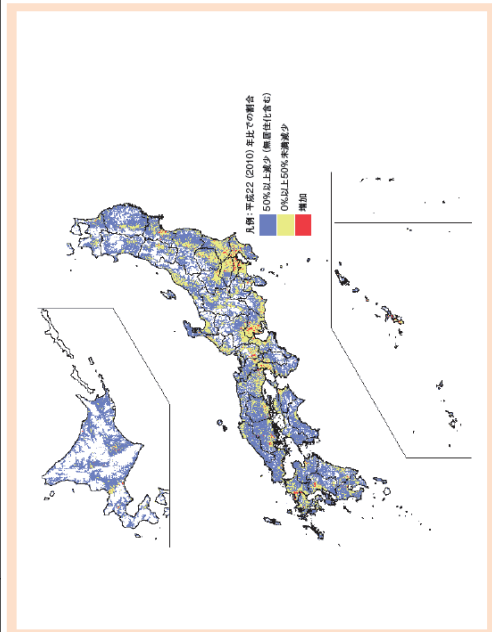 凡例：平成22（2010）年比での割合
50％以上減少（無居住化含む）
0％以上50％未満減少
増加